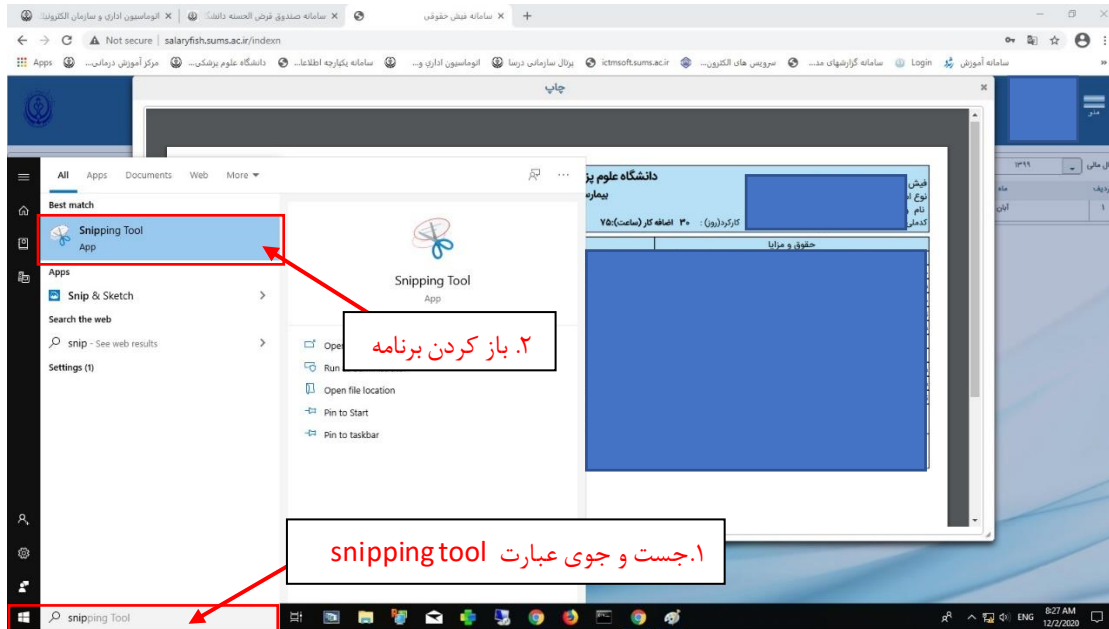 اتوماسیون اداری و سازمان الکترونیک
سامانه صندوق قرض الحسنه دانشگ
سامانه فیش حقوقی
Not secure | salaryfish.sums.ac.ir/indexn
Apps
مرکز آموزش درمانی...
دانشگاه علوم پزشکی...
سامانه یکپارچه اطلاعا...
اتوماسیون اداری و...
پرتال سازمانی درسا
ictmsoft.sums.ac.ir
سرویس های الکترون...
سامانه گزارشهای مد...
Login
سامانه آموزش
چاپ
منو
ال مالی
۱۳۹۹
ردیف
ماه
۱
آبان
دانشگاه علوم پز
بیمارس
فیش
نوع ا
نام
کدملی
کارکرد(روز): ۳۰ اضافه کار (ساعت):۷۵
حقوق و مزایا
All Apps Documents Web More
Best match
Snipping Tool
App
Apps
Snip & Sketch
Search the web
snip - See web results
Settings (1)
Snipping Tool
App
Ope
Run
Open file location
Pin to Start
Pin to taskbar
۲. باز کردن برنامه
۱.جست و جوی عبارت snipping tool
snipping Tool
ENG
8:27 AM
12/2/2020